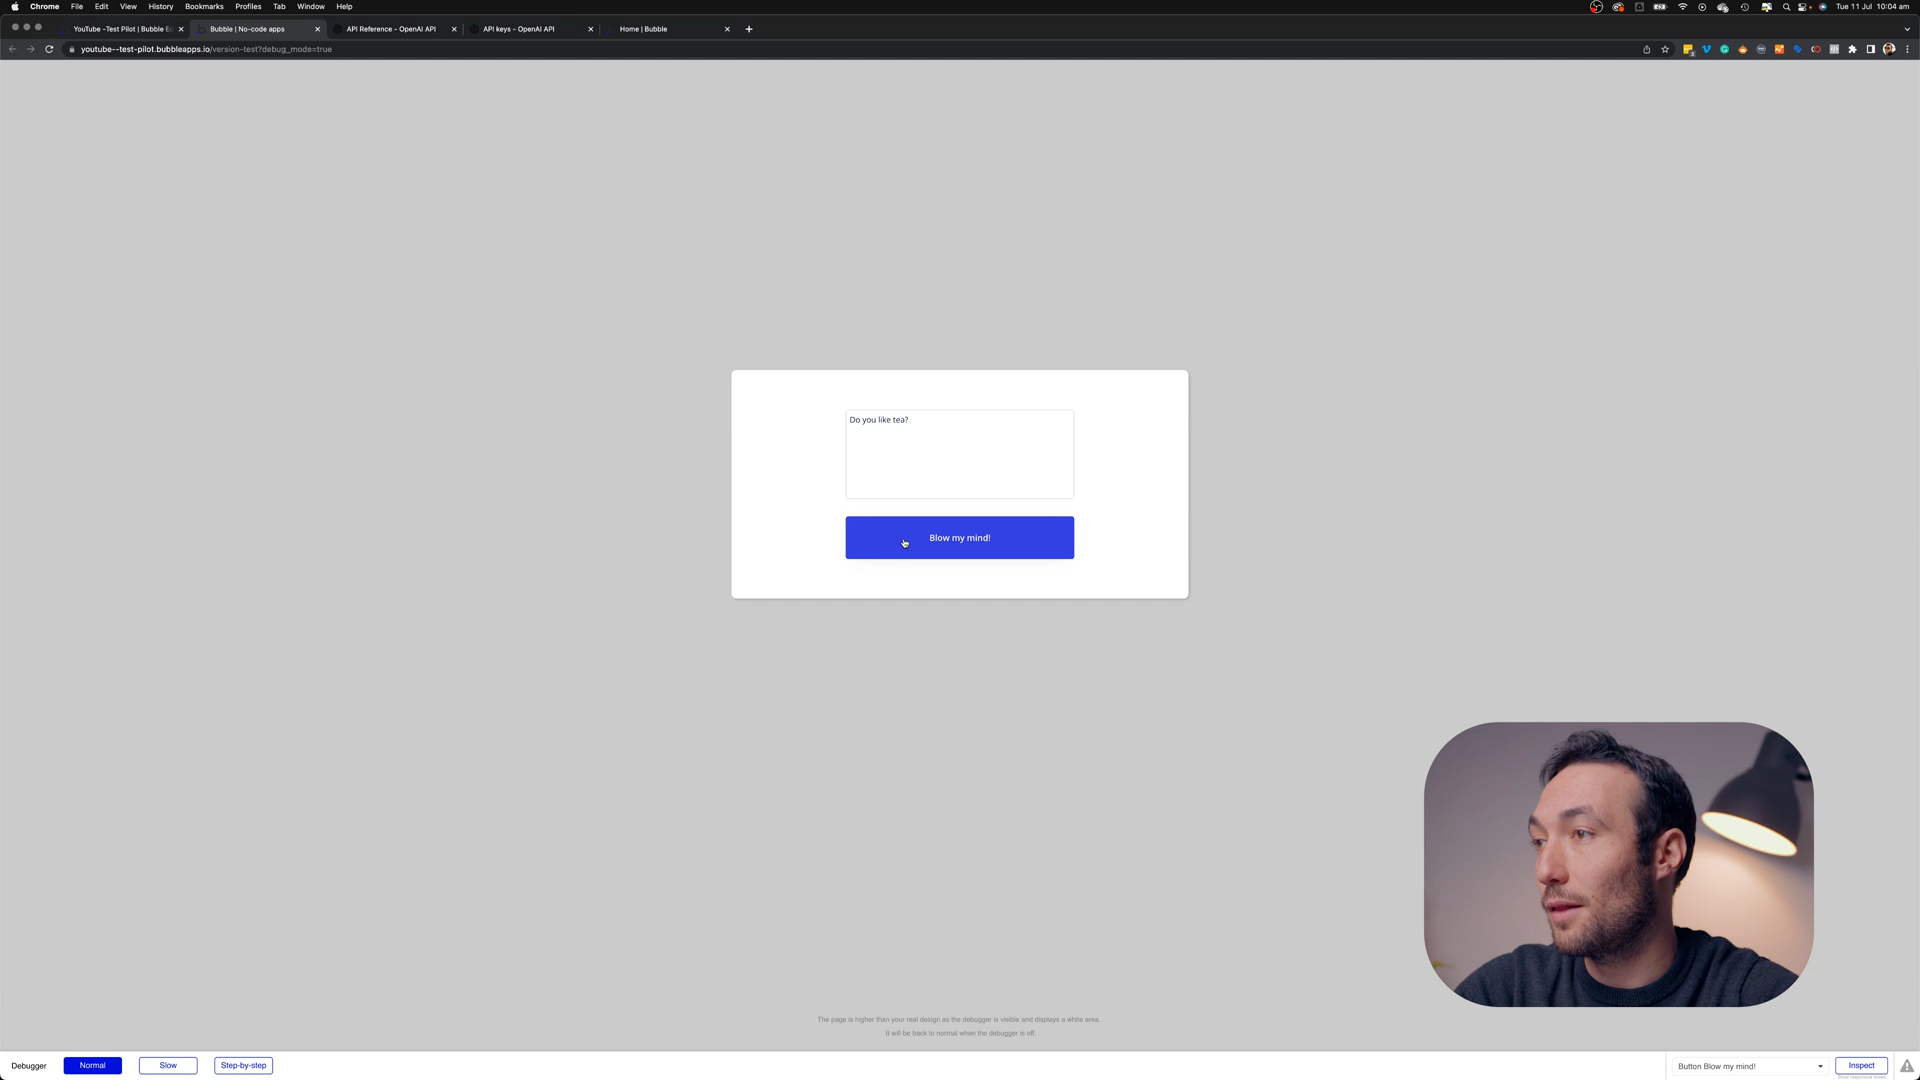 Chrome File Edit View History Bookmarks Profiles Tab Window Help Tue 11 Jul 10:04 am
YouTube -Test Pilot | Bubble E Bubble | No-code apps API Reference - OpenAI API API keys - OpenAI API Home | Bubble
youtube--test-pilot.bubbleapps.io/version-test?debug_mode=true
Do you like tea?
Blow my mind!
The page is higher than your real design as the debugger is visible and displays a white area.
It will be back to normal when the debugger is off.
Debugger Normal Slow Step-by-step Button Blow my mind! Inspect